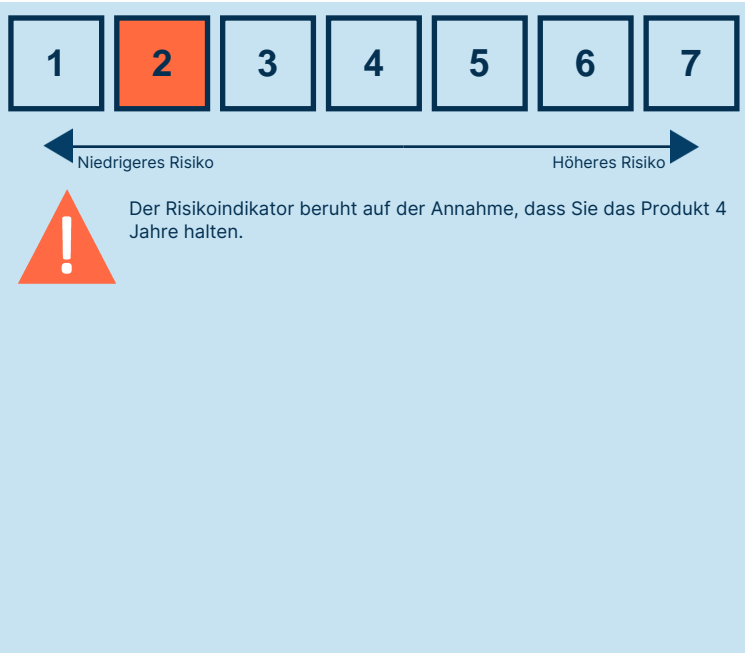 1 2 3 4 5 6 7
Niedrigeres Risiko Höheres Risiko
Der Risikoindikator beruht auf der Annahme, dass Sie das Produkt 4
Jahre halten.
!